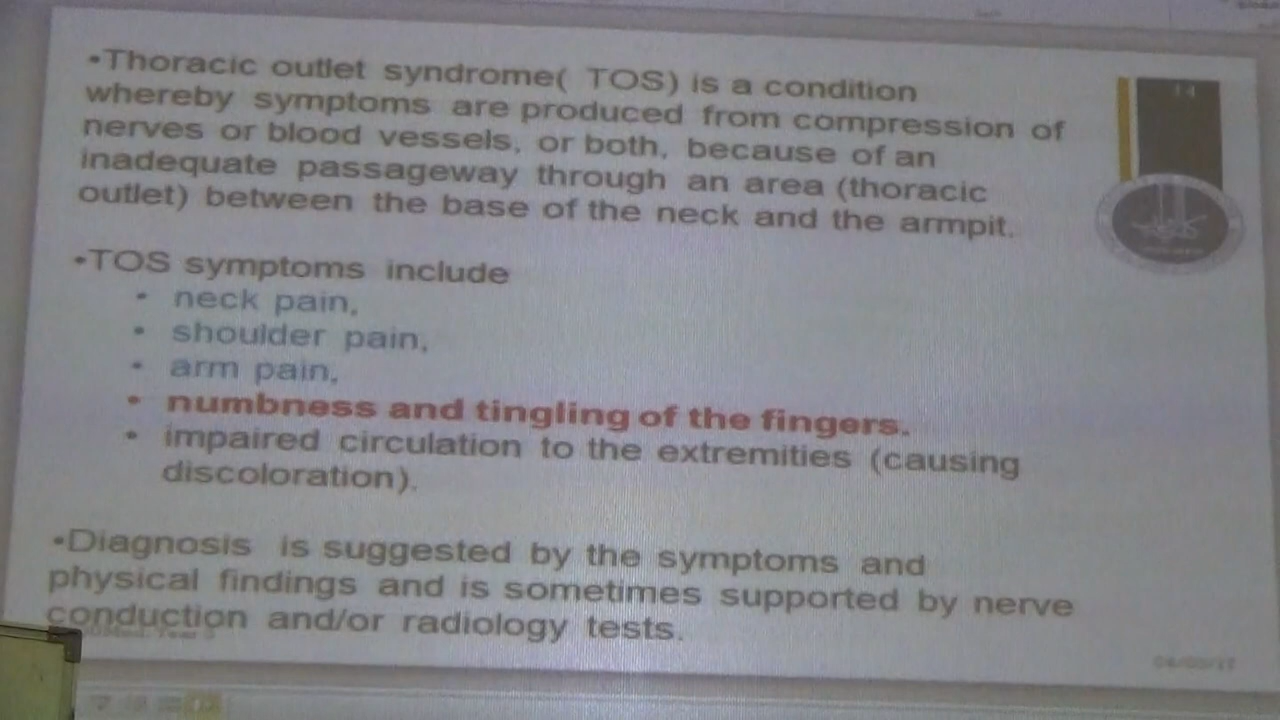 •Thoracic outlet syndrome( TOS) is a condition
whereby symptoms are produced from compression of
nerves or blood vessels, or both, because of an
inadequate passageway through an area (thoracic
outlet) between the base of the neck and the armpit.
•TOS symptoms include
• neck pain,
• shoulder pain,
• arm pain,
• numbness and tingling of the fingers.
• impaired circulation to the extremities (causing
discoloration).
•Diagnosis is suggested by the symptoms and
physical findings and is sometimes supported by nerve
conduction and/or radiology tests.